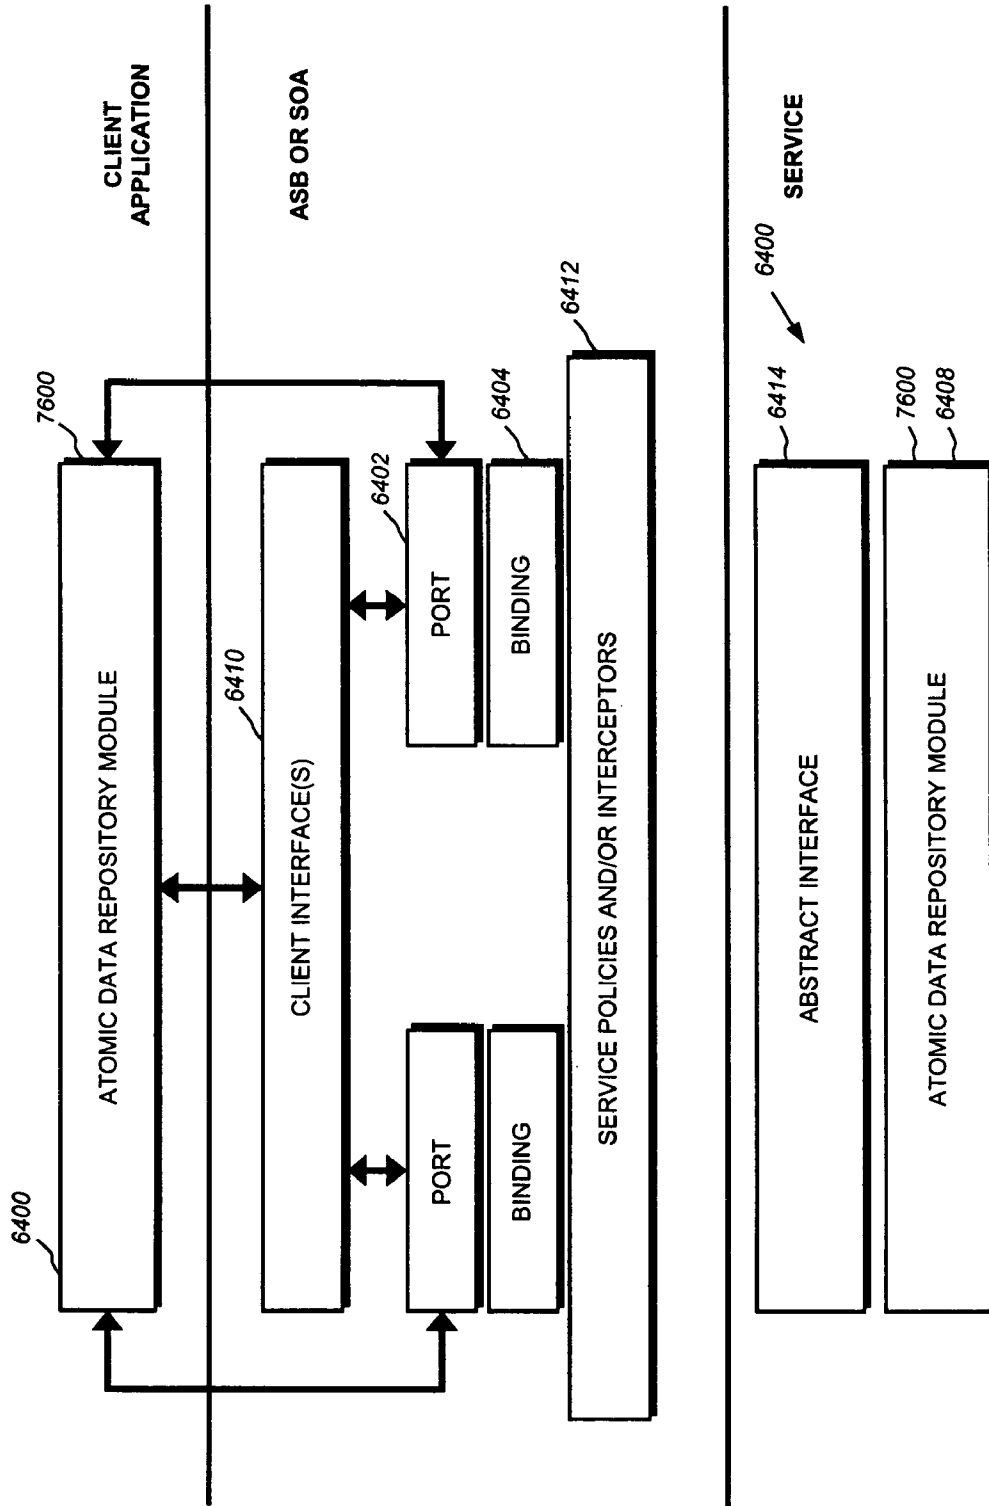 6400
7600
ATOMIC DATA REPOSITORY MODULE
CLIENT
APPLICATION
6410
CLIENT INTERFACE(S)
ASB OR SOA
6402
PORT
PORT
6404
BINDING
BINDING
6412
SERVICE POLICIES AND/OR INTERCEPTORS
6414
ABSTRACT INTERFACE
6400
SERVICE
7600
6408
ATOMIC DATA REPOSITORY MODULE